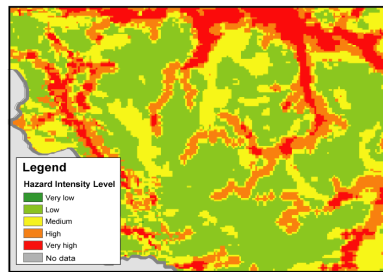 Legend
Hazard Intensity Level
Very low
Low
Medium
High
Very high
No data